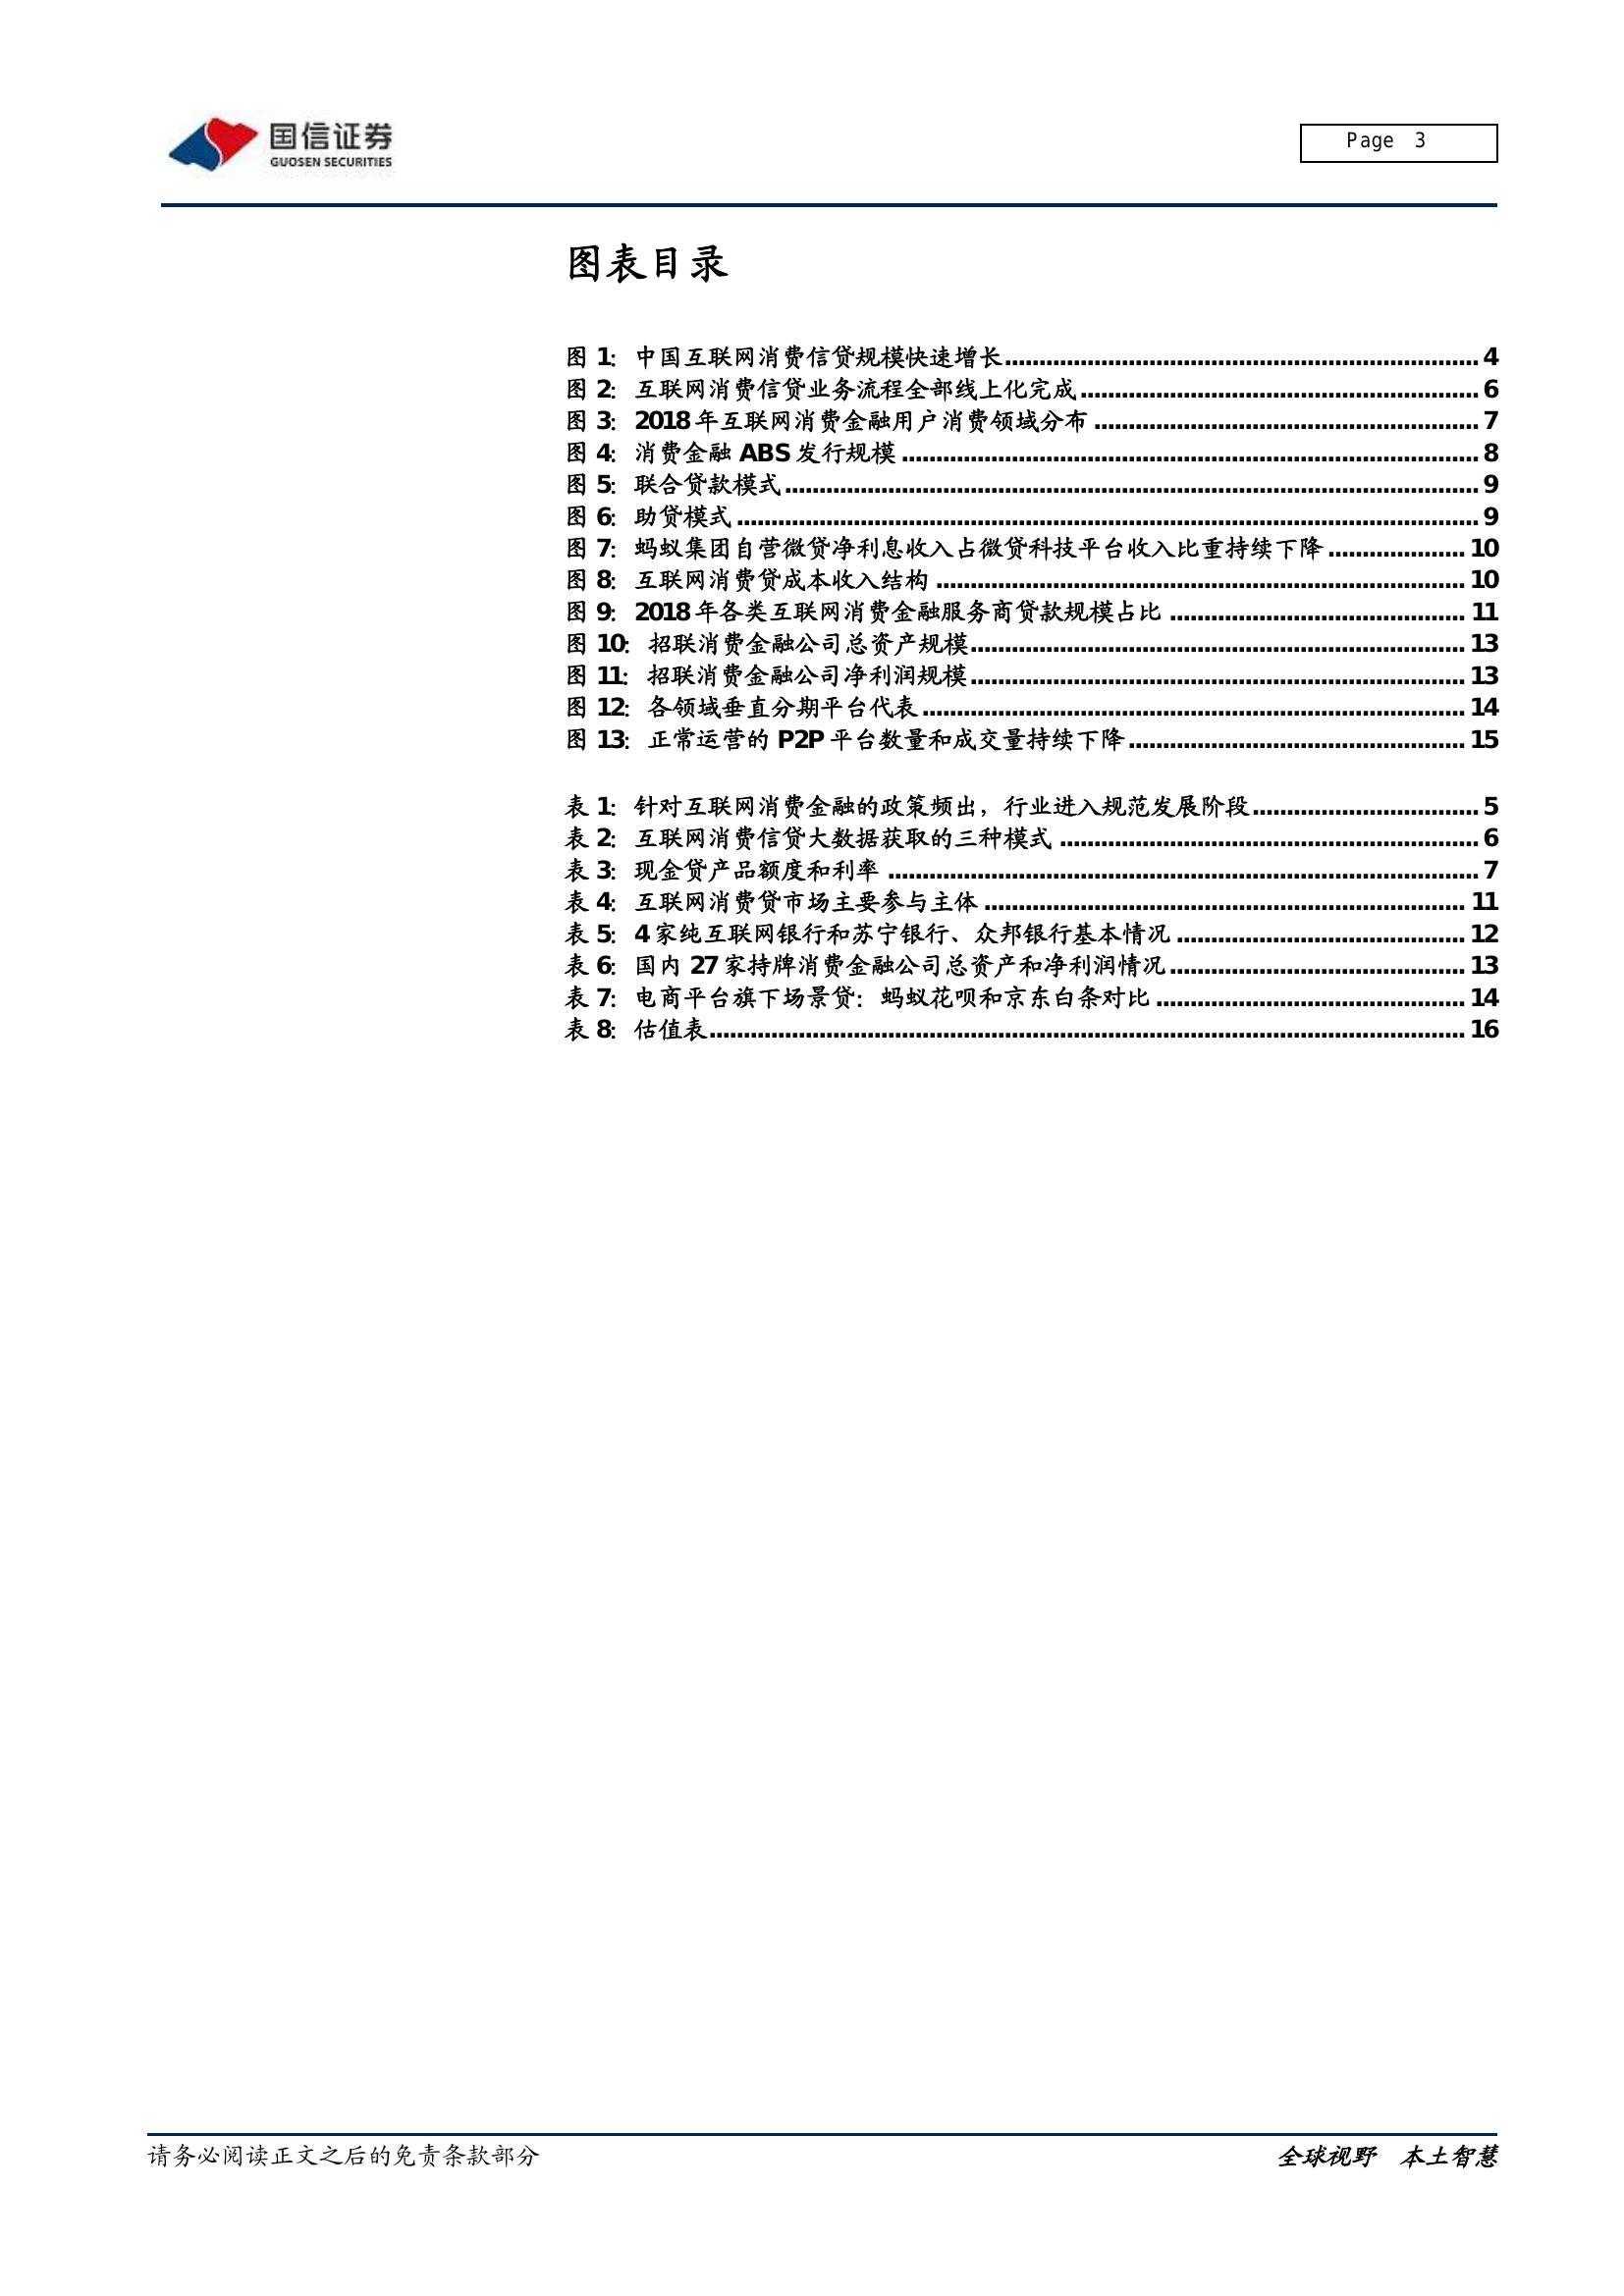 国信证券
GUOSEN SECURITIES
Page 3
图表目录
图 1: 中国互联网消费信贷规模快速增长 4
图 2: 互联网消费信贷业务流程全部线上化完成 6
图 3: 2018 年互联网消费金融用户消费领域分布 7
图 4: 消费金融 ABS 发行规模 8
图 5: 联合贷款模式 9
图 6: 助贷模式 9
图 7: 蚂蚁集团自营微贷净利息收入占微贷科技平台收入比重持续下降 10
图 8: 互联网消费贷成本收入结构 10
图 9: 2018 年各类互联网消费金融服务商贷款规模占比 11
图 10: 招联消费金融公司总资产规模 13
图 11: 招联消费金融公司净利润规模 13
图 12: 各领域垂直分期平台代表 14
图 13: 正常运营的 P2P 平台数量和成交量持续下降 15
表 1: 针对互联网消费金融的政策频出，行业进入规范发展阶段 5
表 2: 互联网消费信贷大数据获取的三种模式 6
表 3: 现金贷产品额度和利率 7
表 4: 互联网消费贷市场主要参与主体 11
表 5: 4 家纯互联网银行和苏宁银行、众邦银行基本情况 12
表 6: 国内 27 家持牌消费金融公司总资产和净利润情况 13
表 7: 电商平台旗下场景贷：蚂蚁花呗和京东白条对比 14
表 8: 估值表 16
请务必阅读正文之后的免责条款部分
全球视野 本土智慧